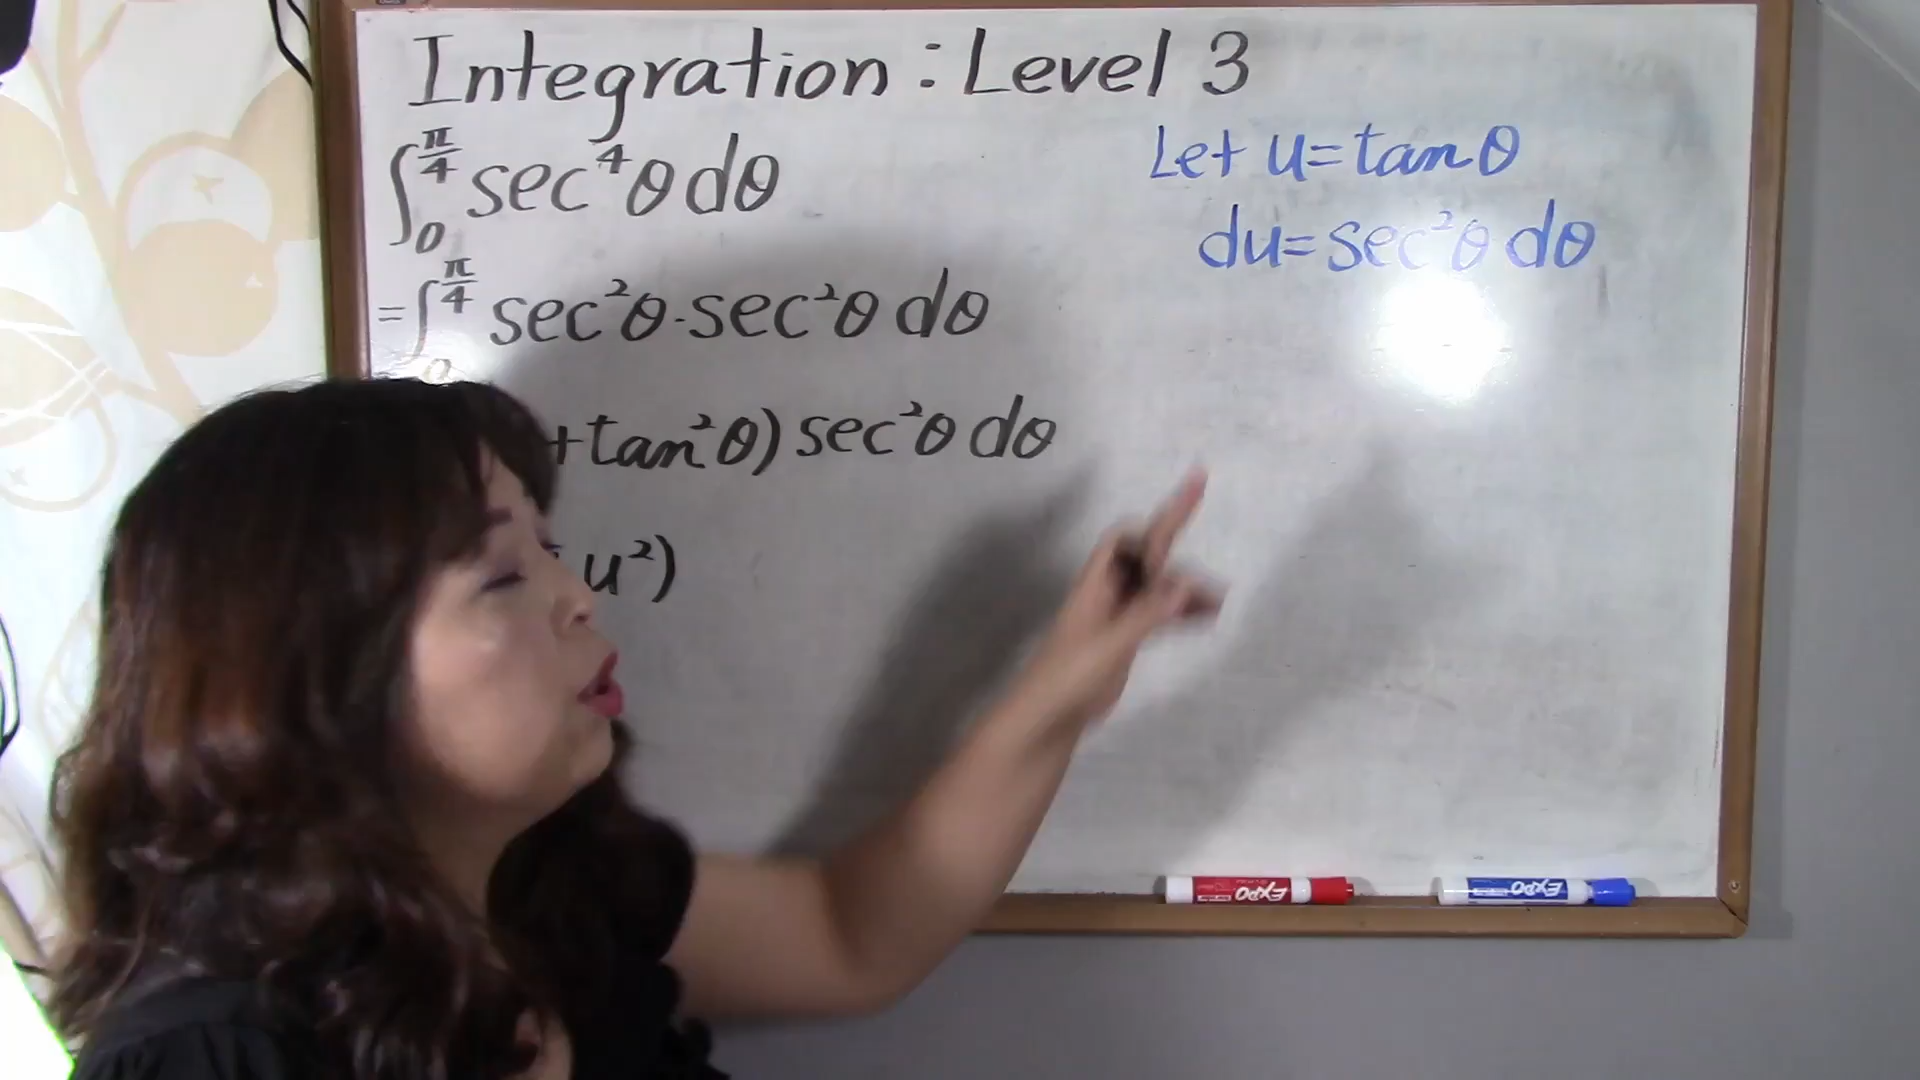 Integration : Level 3
∫₀^(π/4) sec⁴θ dθ
= ∫₀^(π/4) sec²θ · sec²θ dθ
+ tan²θ) sec²θ dθ
u²)
Let u = tanθ
du = sec²θ dθ
EXPO
EXPO